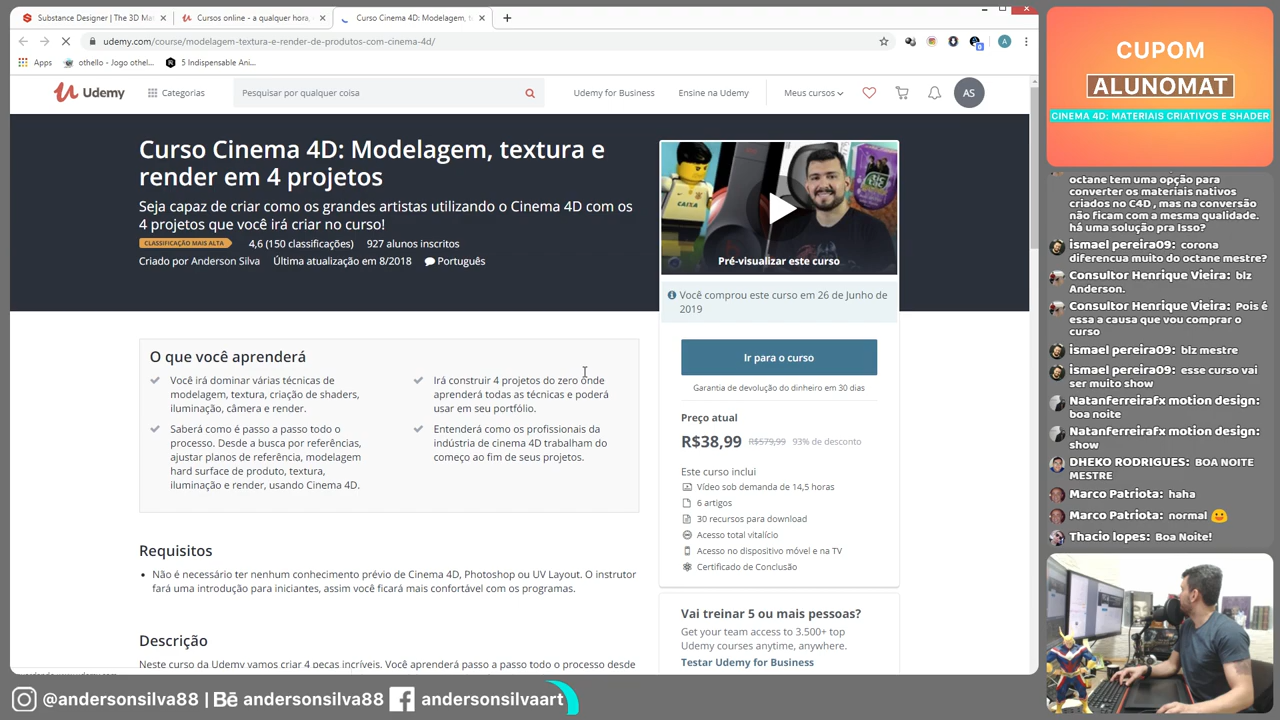 Substance Designer | The 3D Ma
Cursos online - a qualquer hora,
Curso Cinema 4D: Modelagem, t
udemy.com/course/modelagem-textura-e-render-de-produtos-com-cinema-4d/
Apps
othello - Jogo othel...
5 Indispensable Ani...
Udemy
Categorias
Pesquisar por qualquer coisa
Udemy for Business
Ensine na Udemy
Meus cursos
AS
Curso Cinema 4D: Modelagem, textura e
render em 4 projetos
Seja capaz de criar como os grandes artistas utilizando o Cinema 4D com os
4 projetos que você irá criar no curso!
CLASSIFICAÇÃO MAIS ALTA
4,6 (150 classificações)
927 alunos inscritos
Criado por Anderson Silva
Última atualização em 8/2018
Português
CAIXA
Pré-visualizar este curso
Você comprou este curso em 26 de Junho de
2019
Ir para o curso
Garantia de devolução do dinheiro em 30 dias
Preço atual
R$38,99 R$579,99 93% de desconto
Este curso inclui
Vídeo sob demanda de 14,5 horas
6 artigos
30 recursos para download
Acesso total vitalício
Acesso no dispositivo móvel e na TV
Certificado de Conclusão
Vai treinar 5 ou mais pessoas?
Get your team access to 3.500+ top
Udemy courses anytime, anywhere.
Testar Udemy for Business
O que você aprenderá
Você irá dominar várias técnicas de
modelagem, textura, criação de shaders,
iluminação, câmera e render.
Saberá como é passo a passo todo o
processo. Desde a busca por referências,
ajustar planos de referência, modelagem
hard surface de produto, textura,
iluminação e render, usando Cinema 4D.
Irá construir 4 projetos do zero onde
aprenderá todas as técnicas e poderá
usar em seu portfólio.
Entenderá como os profissionais da
indústria de cinema 4D trabalham do
começo ao fim de seus projetos.
Requisitos
Não é necessário ter nenhum conhecimento prévio de Cinema 4D, Photoshop ou UV Layout. O instrutor
fará uma introdução para iniciantes, assim você ficará mais confortável com os programas.
Descrição
Neste curso da Udemy vamos criar 4 peças incríveis. Você aprenderá passo a passo todo o processo desde
CUPOM
ALUNOMAT
CINEMA 4D: MATERIAIS CRIATIVOS E SHADER
octane tem uma opção para
converter os materiais nativos
criados no C4D , mas na conversão
não ficam com a mesma qualidade.
há uma solução pra Isso?
ismael pereira09: corona
diferencua muito do octane mestre?
Consultor Henrique Vieira: blz
Anderson.
Consultor Henrique Vieira: Pois é
essa a causa que vou comprar o
curso
ismael pereira09: blz mestre
ismael pereira09: esse curso vai
ser muito show
Natanferreirafx motion design:
boa noite
Natanferreirafx motion design:
show
DHEKO RODRIGUES: BOA NOITE
MESTRE
Marco Patriota: haha
Marco Patriota: normal
Thacio lopes: Boa Noite!
@andersonsilva88 | Bē andersonsilva88 andersonsilvaart